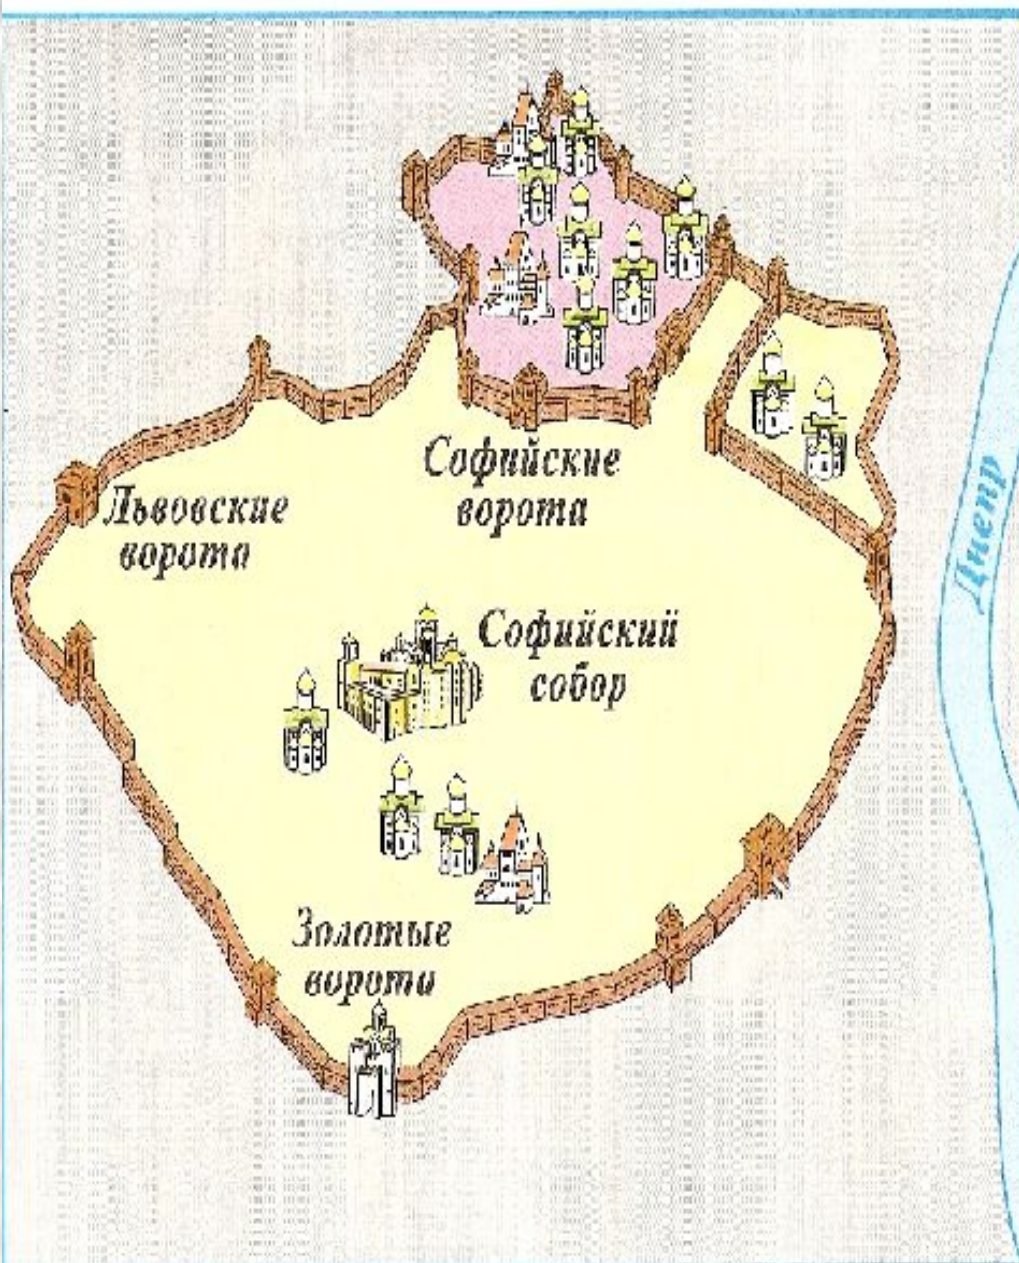 Софийские
ворота
Львовские
ворота
Софийский
собор
Золотые
ворота
Днепр